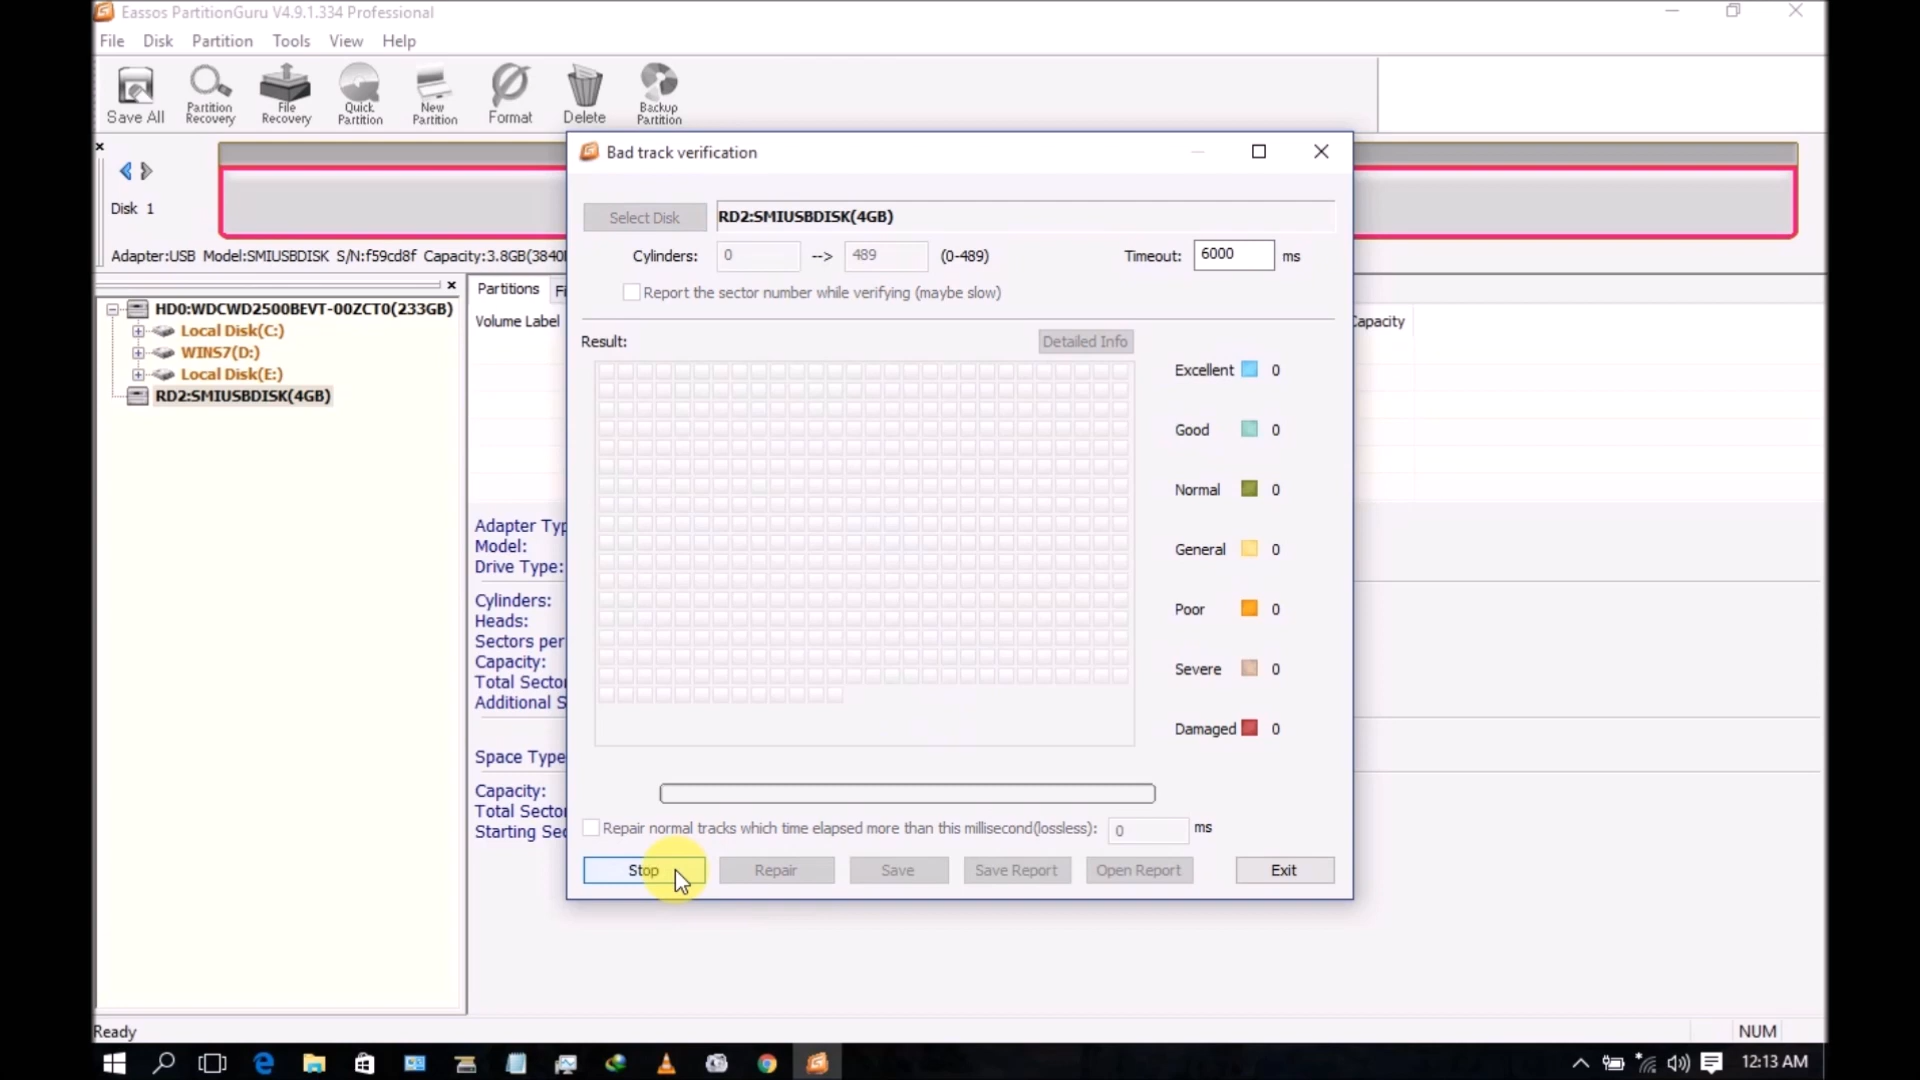 Eassos PartitionGuru V4.9.1.334 Professional
File Disk Partition Tools View Help
Save All
Partition Recovery
File Recovery
Quick Partition
New Partition
Format
Delete
Backup Partition
Disk 1
Adapter:USB Model:SMIUSBDISK S/N:f59cd8f Capacity:3.8GB(3840
HD0:WDCWD2500BEVT-00ZCT0(233GB)
Local Disk(C:)
WINS7(D:)
Local Disk(E:)
RD2:SMIUSBDISK(4GB)
Partitions
Volume Label
Capacity
Adapter Typ
Model:
Drive Type:
Cylinders:
Heads:
Sectors per
Capacity:
Total Secto
Additional S
Space Type
Capacity:
Total Secto
Starting Sec
Bad track verification
Select Disk RD2:SMIUSBDISK(4GB)
Cylinders: 0 --> 489 (0-489) Timeout: 6000 ms
Report the sector number while verifying (maybe slow)
Result: Detailed Info
Excellent 0
Good 0
Normal 0
General 0
Poor 0
Severe 0
Damaged 0
Repair normal tracks which time elapsed more than this millisecond(lossless): 0 ms
Stop Repair Save Save Report Open Report Exit
Ready NUM
12:13 AM